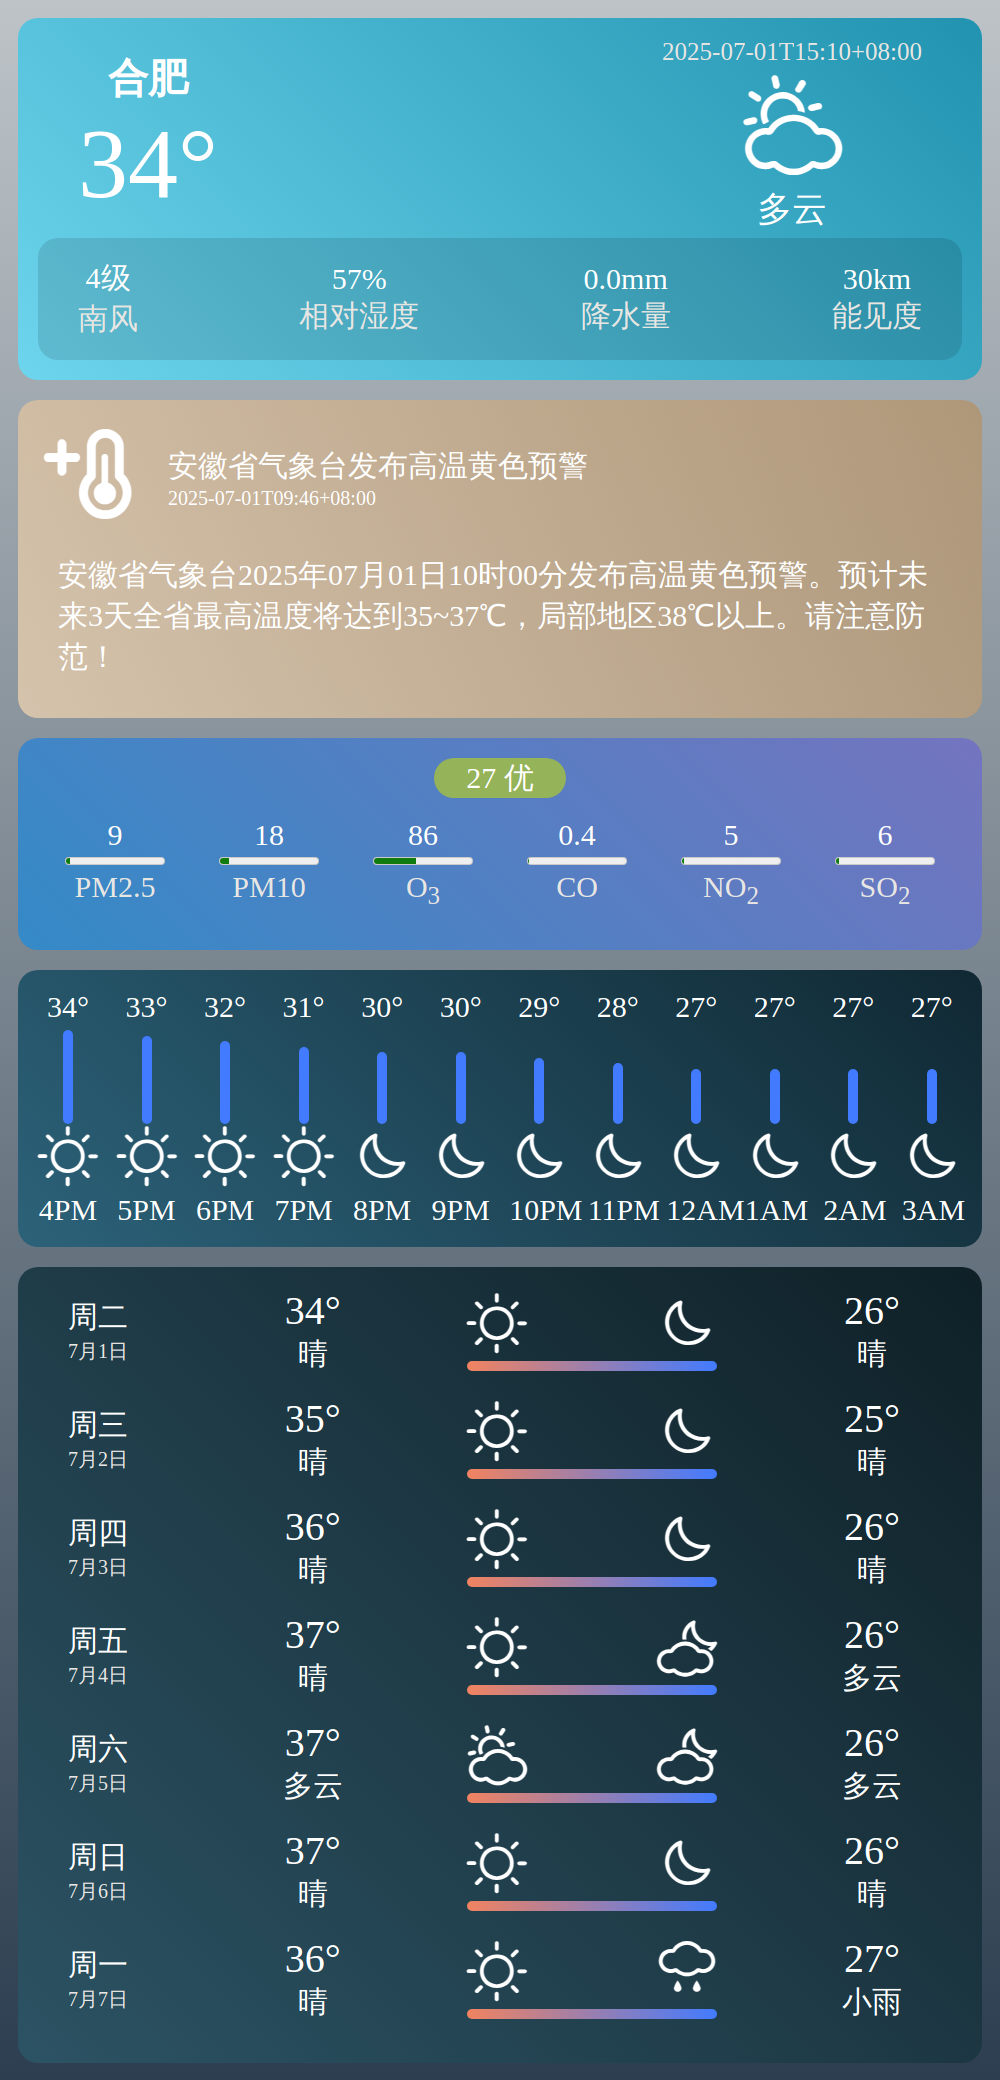 合肥
34°
2025-07-01T15:10+08:00
多云
4级 57% 0.0mm 30km
南风 相对湿度 降水量 能见度
安徽省气象台发布高温黄色预警
2025-07-01T09:46+08:00
安徽省气象台2025年07月01日10时00分发布高温黄色预警。预计未
来3天全省最高温度将达到35~37℃，局部地区38℃以上。请注意防
范！
27 优
9 18 86 0.4 5 6
PM2.5 PM10 O3 CO NO2 SO2
34° 33° 32° 31° 30° 30° 29° 28° 27° 27° 27° 27°
4PM 5PM 6PM 7PM 8PM 9PM 10PM 11PM 12AM 1AM 2AM 3AM
周二 34° 26°
7月1日 晴 晴
周三 35° 25°
7月2日 晴 晴
周四 36° 26°
7月3日 晴 晴
周五 37° 26°
7月4日 晴 多云
周六 37° 26°
7月5日 多云 多云
周日 37° 26°
7月6日 晴 晴
周一 36° 27°
7月7日 晴 小雨